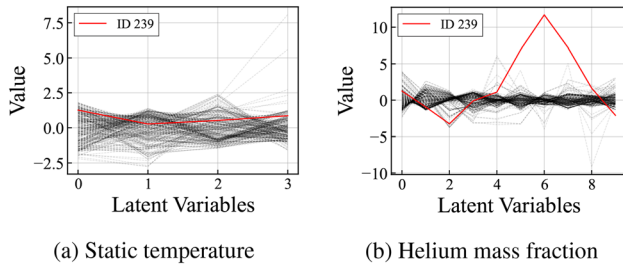 ID 239
7.5
5.0
2.5
0.0
−2.5
Value
0 1 2 3
Latent Variables
(a) Static temperature
ID 239
10
5
0
−5
−10
Value
0 2 4 6 8
Latent Variables
(b) Helium mass fraction